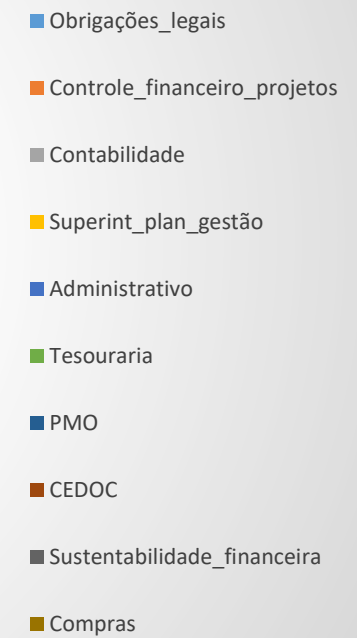 Obrigações_legais
Controle_financeiro_projetos
Contabilidade
Superint_plan_gestão
Administrativo
Tesouraria
PMO
CEDOC
Sustentabilidade_financeira
Compras